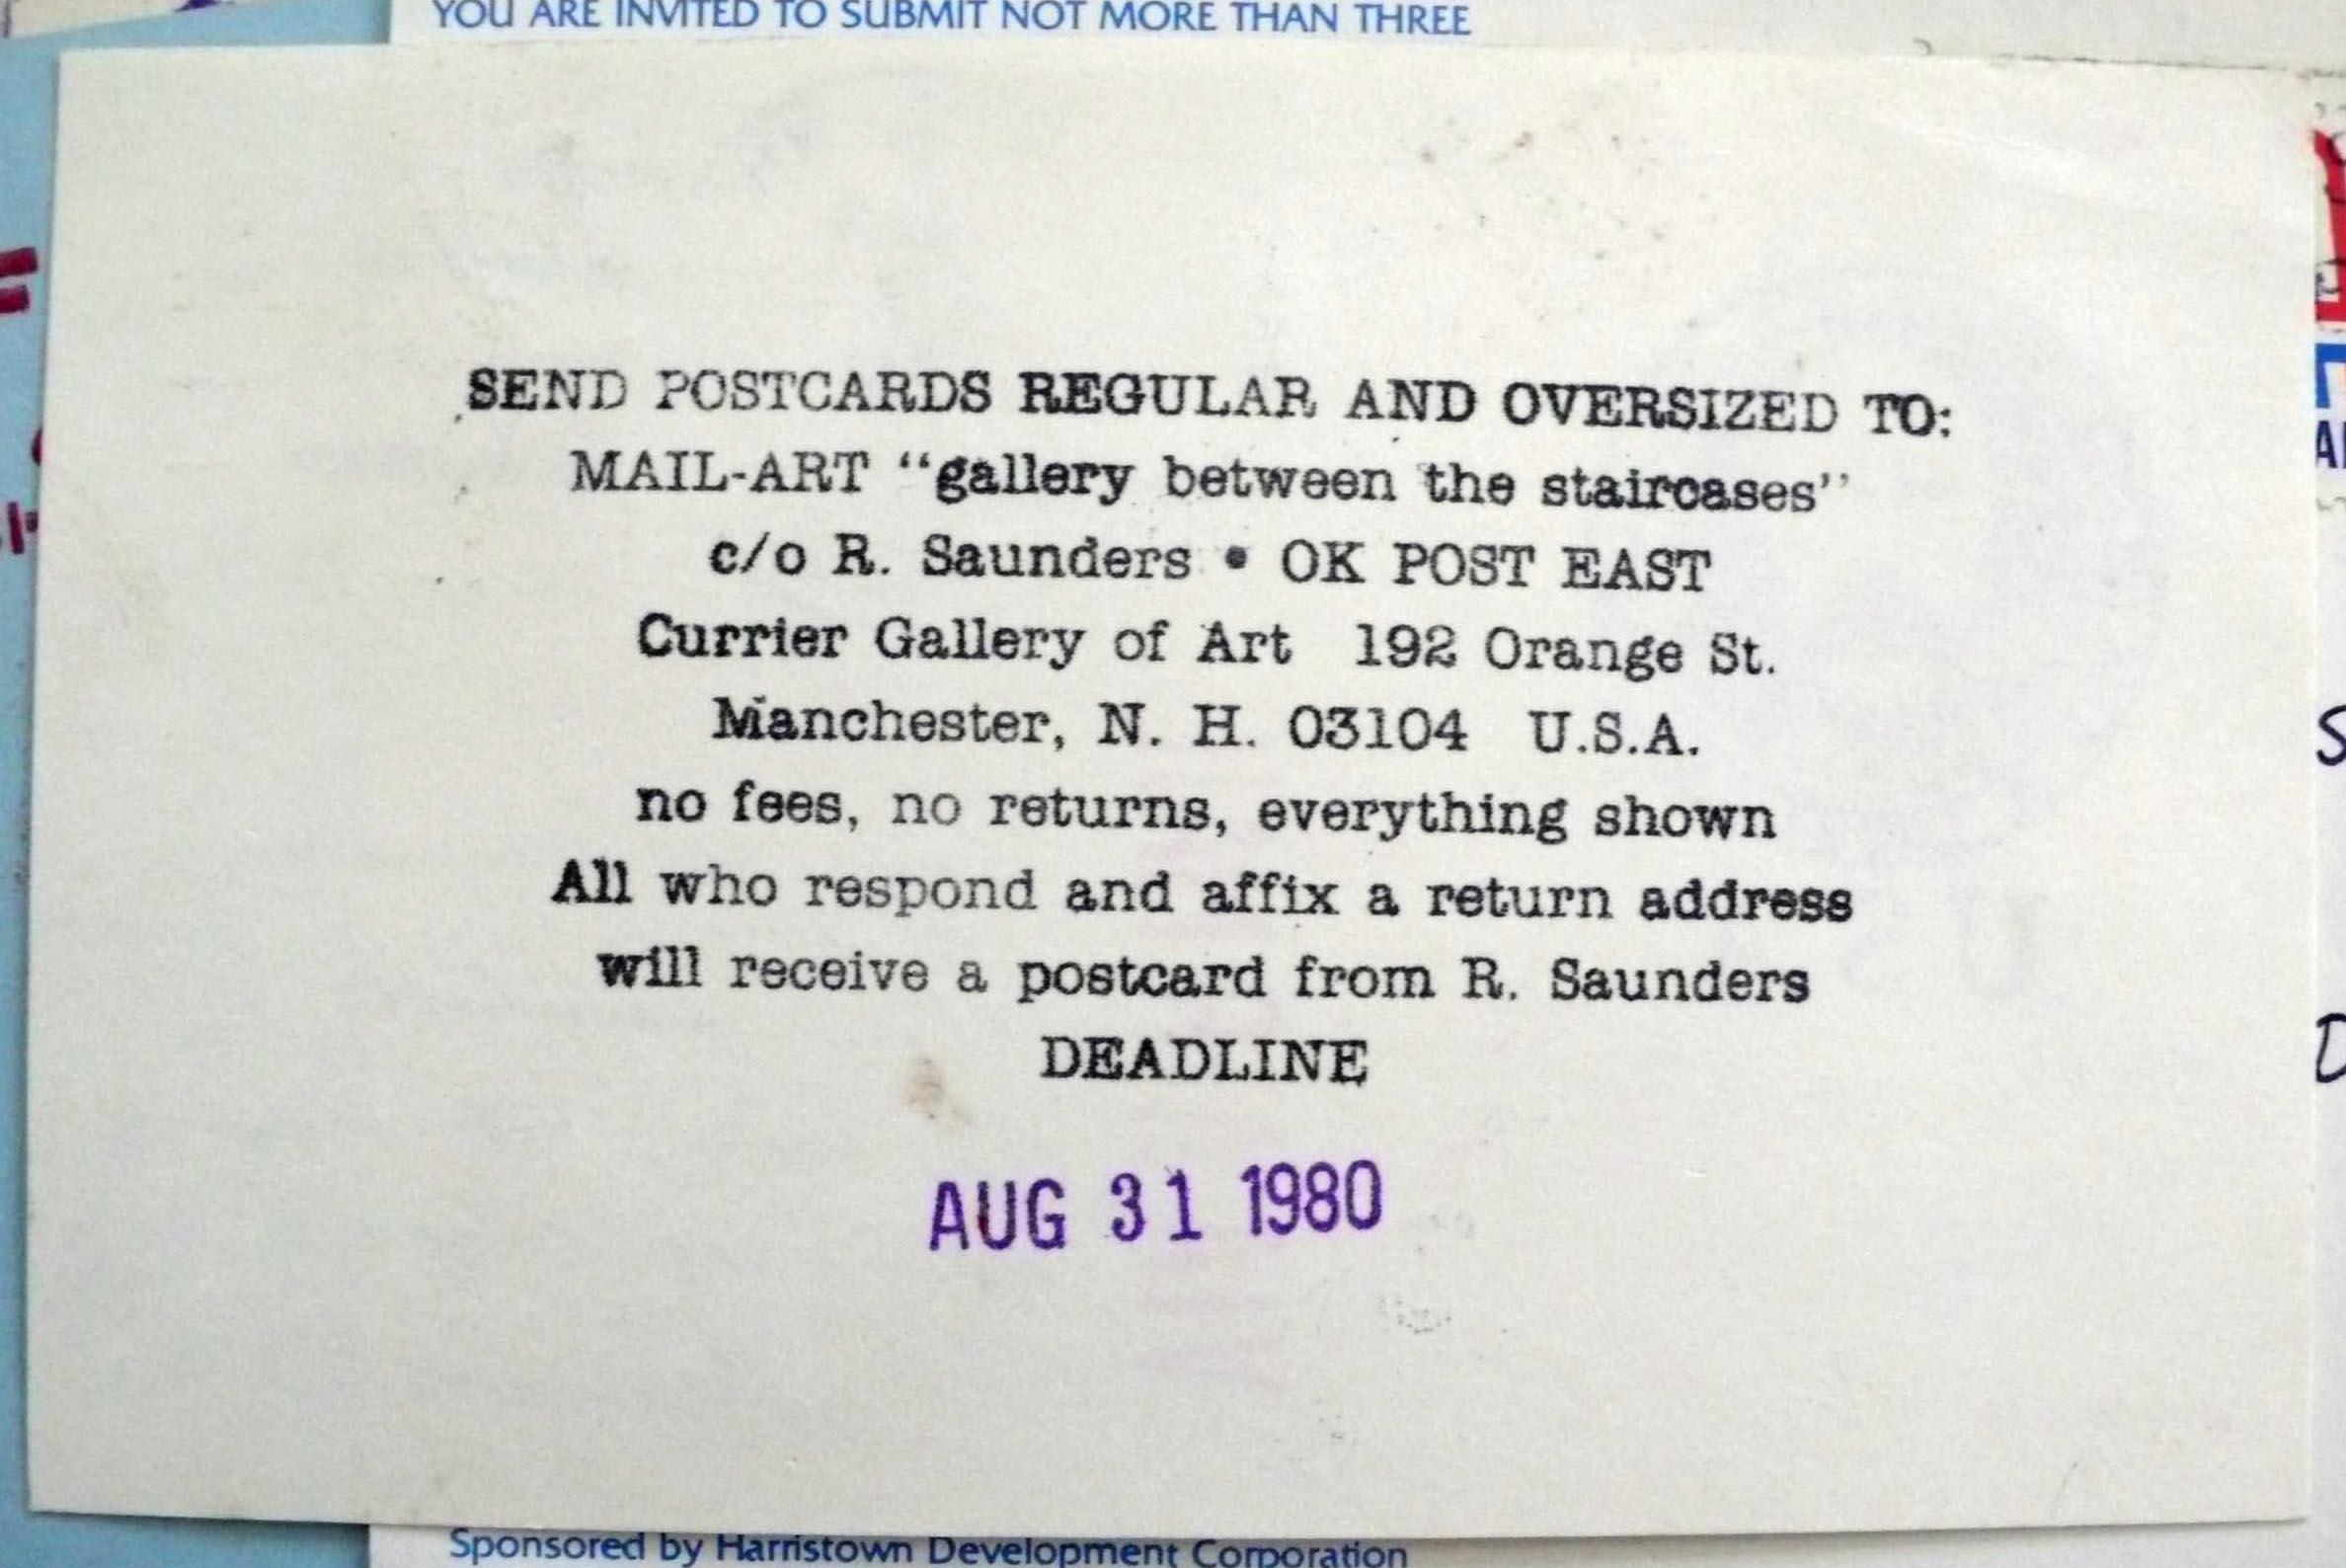 YOU ARE INVITED TO SUBMIT NOT MORE THAN THREE
SEND POSTCARDS REGULAR AND OVERSIZED TO:
MAIL-ART “gallery between the staircases”
c/o R. Saunders • OK POST EAST
Currier Gallery of Art 192 Orange St.
Manchester, N. H. 03104 U.S.A.
no fees, no returns, everything shown
All who respond and affix a return address
will receive a postcard from R. Saunders
DEADLINE
AUG 31 1980
Sponsored by Harristown Development Corporation